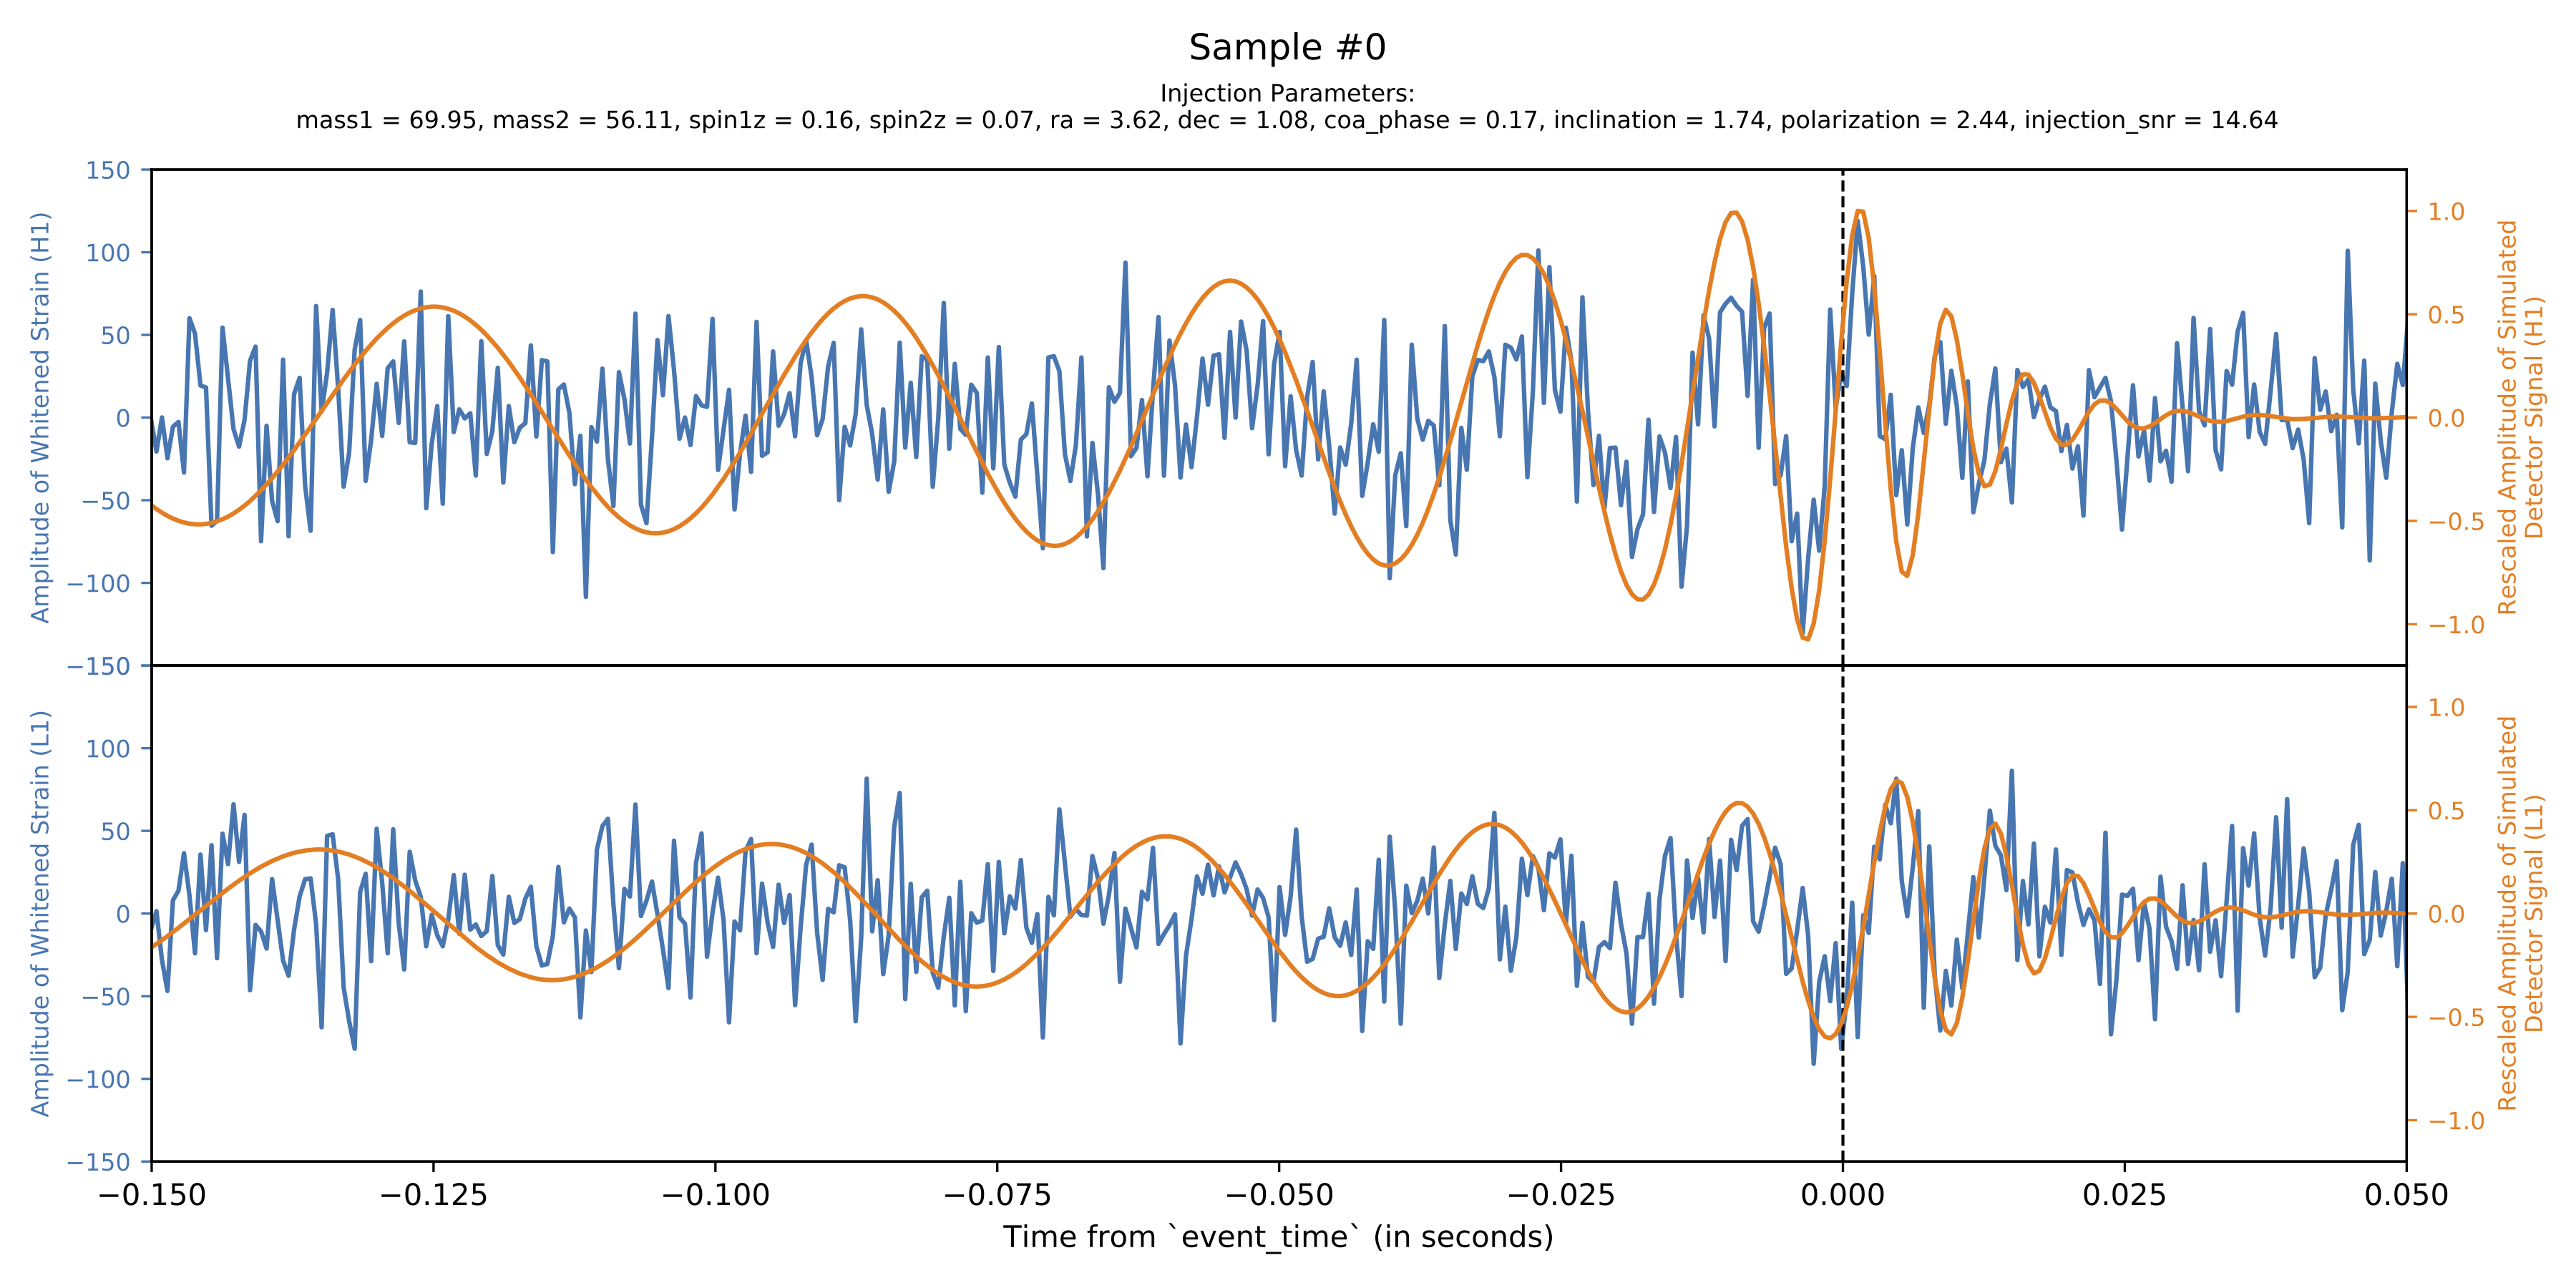 Sample #0
Injection Parameters:
mass1 = 69.95, mass2 = 56.11, spin1z = 0.16, spin2z = 0.07, ra = 3.62, dec = 1.08, coa_phase = 0.17, inclination = 1.74, polarization = 2.44, injection_snr = 14.64
Amplitude of Whitened Strain (H1)
150
100
50
0
−50
−100
−150
1.0
0.5
0.0
−0.5
−1.0
Rescaled Amplitude of Simulated
Detector Signal (H1)
Amplitude of Whitened Strain (L1)
100
50
0
−50
−100
−150
1.0
0.5
0.0
−0.5
−1.0
Rescaled Amplitude of Simulated
Detector Signal (L1)
−0.150 −0.125 −0.100 −0.075 −0.050 −0.025 0.000 0.025 0.050
Time from `event_time` (in seconds)